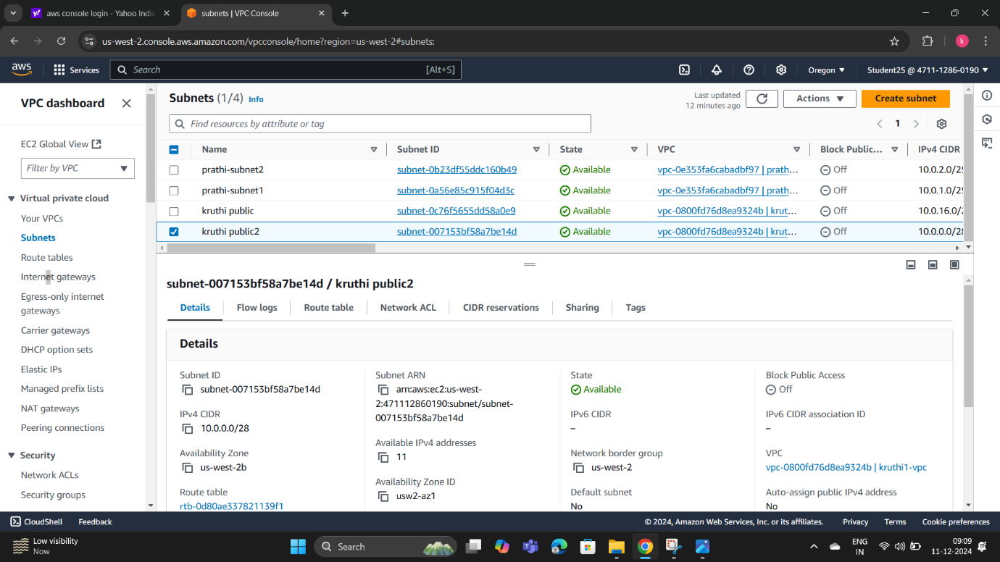 aws console login - Yahoo India
subnets | VPC Console
us-west-2.console.aws.amazon.com/vpcconsole/home?region=us-west-2#subnets:
k
aws
Services
Search
[Alt+S]
Oregon
Student25 @ 4711-1286-0190
VPC dashboard
EC2 Global View
Filter by VPC
Virtual private cloud
Your VPCs
Subnets
Route tables
Internet gateways
Egress-only internet
gateways
Carrier gateways
DHCP option sets
Elastic IPs
Managed prefix lists
NAT gateways
Peering connections
Security
Network ACLs
Security groups
Subnets (1/4) Info
Last updated
12 minutes ago
Actions
Create subnet
Find resources by attribute or tag
1
Name Subnet ID State VPC Block Public... IPv4 CIDR
prathi-subnet2 subnet-0b23df55ddc160b49 Available vpc-0e353fa6cabadbf97 | prath... Off 10.0.2.0/25
prathi-subnet1 subnet-0a56e85c915f04d3c Available vpc-0e353fa6cabadbf97 | prath... Off 10.0.1.0/25
kruthi public subnet-0c76f5655dd58a0e9 Available vpc-0800fd76d8ea9324b | krut... Off 10.0.16.0/
kruthi public2 subnet-007153bf58a7be14d Available vpc-0800fd76d8ea9324b | krut... Off 10.0.0.0/28
subnet-007153bf58a7be14d / kruthi public2
Details Flow logs Route table Network ACL CIDR reservations Sharing Tags
Details
Subnet ID
subnet-007153bf58a7be14d
IPv4 CIDR
10.0.0.0/28
Availability Zone
us-west-2b
Route table
rtb-0d80ae337821139f1
Subnet ARN
arn:aws:ec2:us-west-
2:471112860190:subnet/subnet-
007153bf58a7be14d
Available IPv4 addresses
11
Availability Zone ID
usw2-az1
State
Available
IPv6 CIDR
–
Network border group
us-west-2
Default subnet
No
Block Public Access
Off
IPv6 CIDR association ID
–
VPC
vpc-0800fd76d8ea9324b | kruthi1-vpc
Auto-assign public IPv4 address
No
CloudShell Feedback © 2024, Amazon Web Services, Inc. or its affiliates. Privacy Terms Cookie preferences
Low visibility
Now
Search
ENG
IN
09:09
11-12-2024